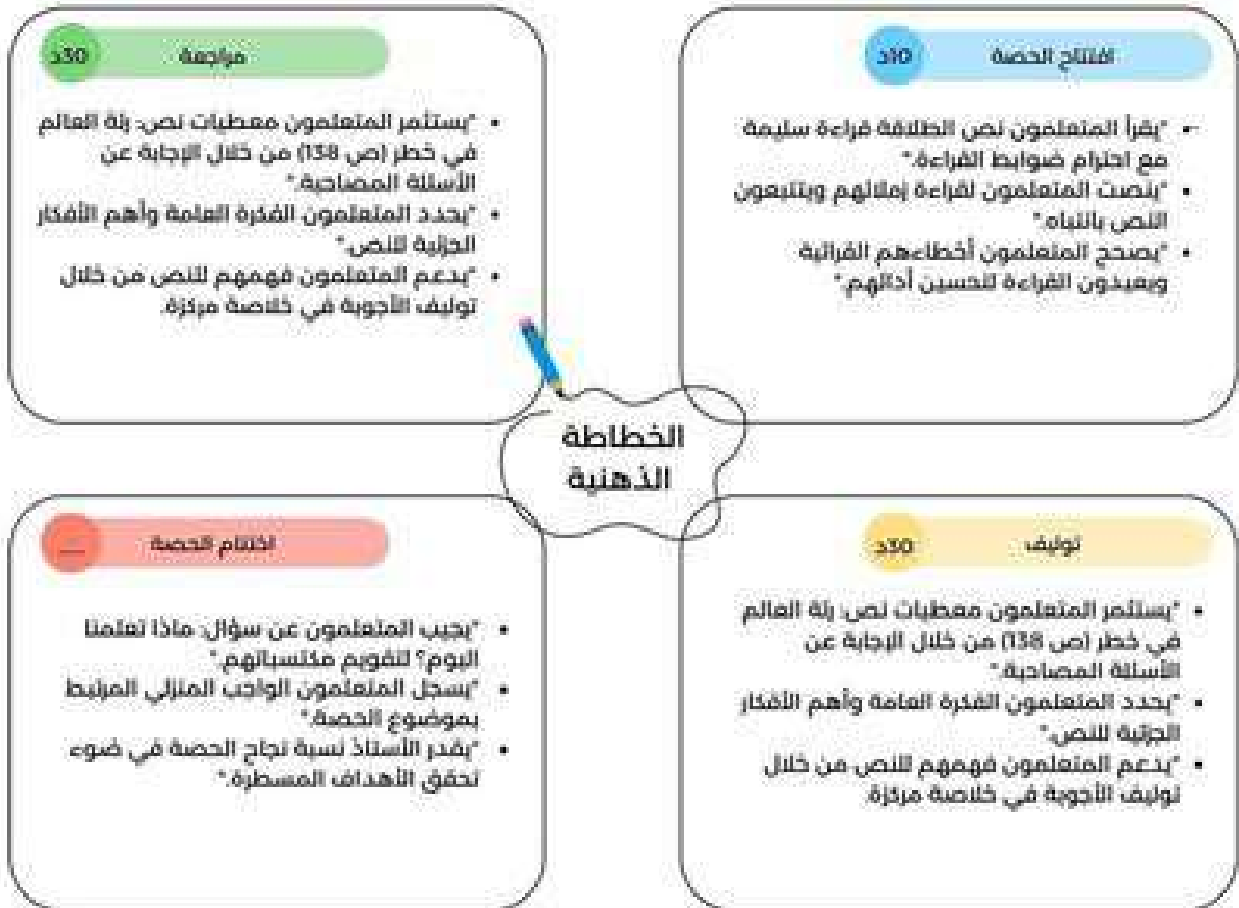 افتتاح الحصة
10د
"يقرأ المتعلمون نص الطلاقة قراءة سليمة
مع احترام ضوابط القراءة."
"ينصت المتعلمون لقراءة زملائهم ويتتبعون
النص بانتباه."
"يصحح المتعلمون أخطاءهم القرائية
ويعيدون القراءة لتحسين أدائهم."
مراجعة
30د
"يستثمر المتعلمون معطيات نص: رئة العالم
في خطر (ص 138) من خلال الإجابة عن
الأسئلة المصاحبة."
"يحدد المتعلمون الفكرة العامة وأهم الأفكار
الجزئية للنص."
"يدعم المتعلمون فهمهم للنص من خلال
توليف الأجوبة في خلاصة مركزة.
الخطاطة
الذهنية
توليف
30د
"يستثمر المتعلمون معطيات نص: رئة العالم
في خطر (ص 138) من خلال الإجابة عن
الأسئلة المصاحبة."
"يحدد المتعلمون الفكرة العامة وأهم الأفكار
الجزئية للنص."
"يدعم المتعلمون فهمهم للنص من خلال
توليف الأجوبة في خلاصة مركزة.
اختتام الحصة
"يجيب المتعلمون عن سؤال: ماذا تعلمنا
اليوم؟ لتقويم مكتسباتهم."
"يسجل المتعلمون الواجب المنزلي المرتبط
بموضوع الحصة."
"يقدر الأستاذ نسبة نجاح الحصة في ضوء
تحقق الأهداف المسطرة."